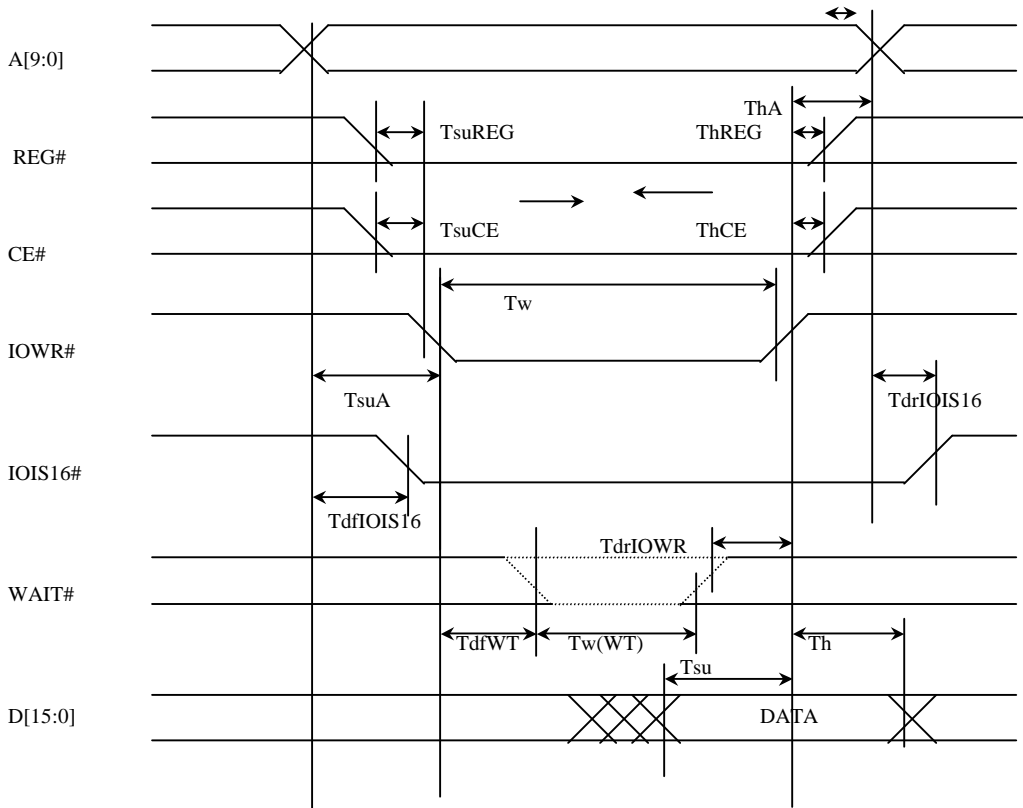 A[9:0]
ThA
TsuREG
ThREG
REG#
TsuCE
ThCE
CE#
Tw
IOWR#
TsuA
TdrIOIS16
IOIS16#
TdfIOIS16
TdrIOWR
WAIT#
TdfWT
Tw(WT)
Th
Tsu
D[15:0]
DATA